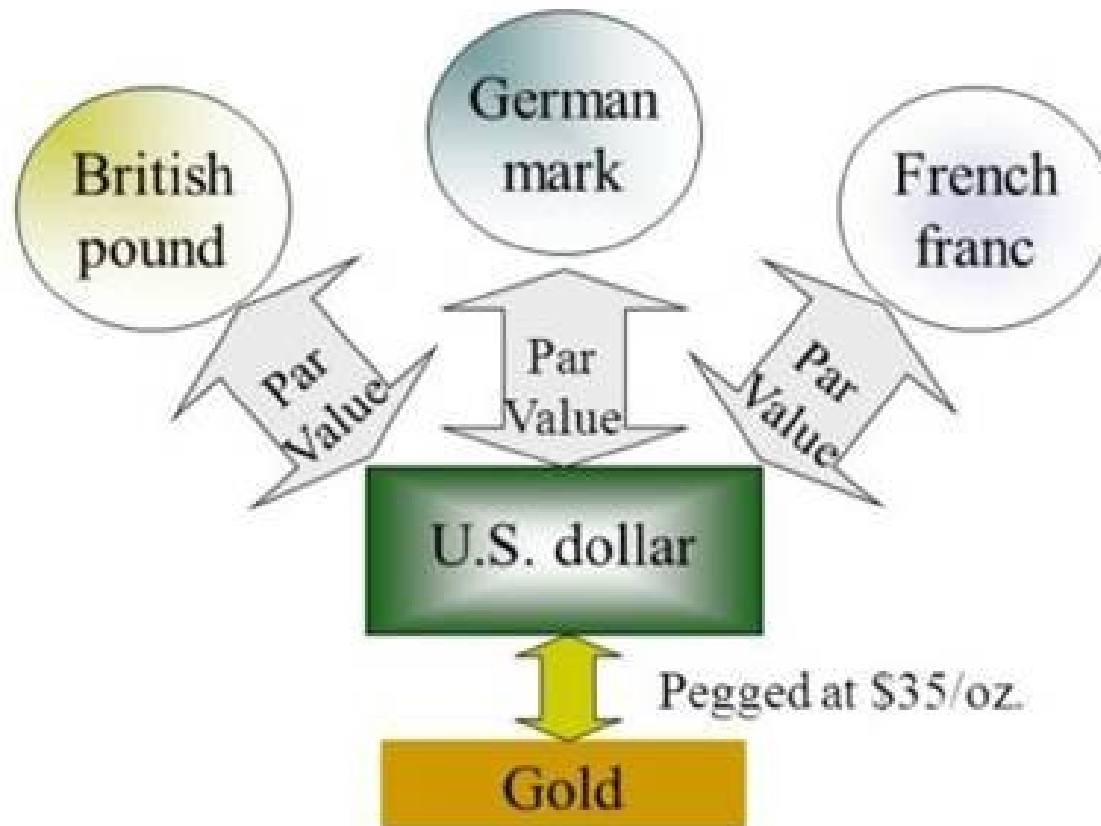 British
pound
German
mark
French
franc
Par
Value
Par
Value
Par
Value
U.S. dollar
Pegged at $35/oz.
Gold